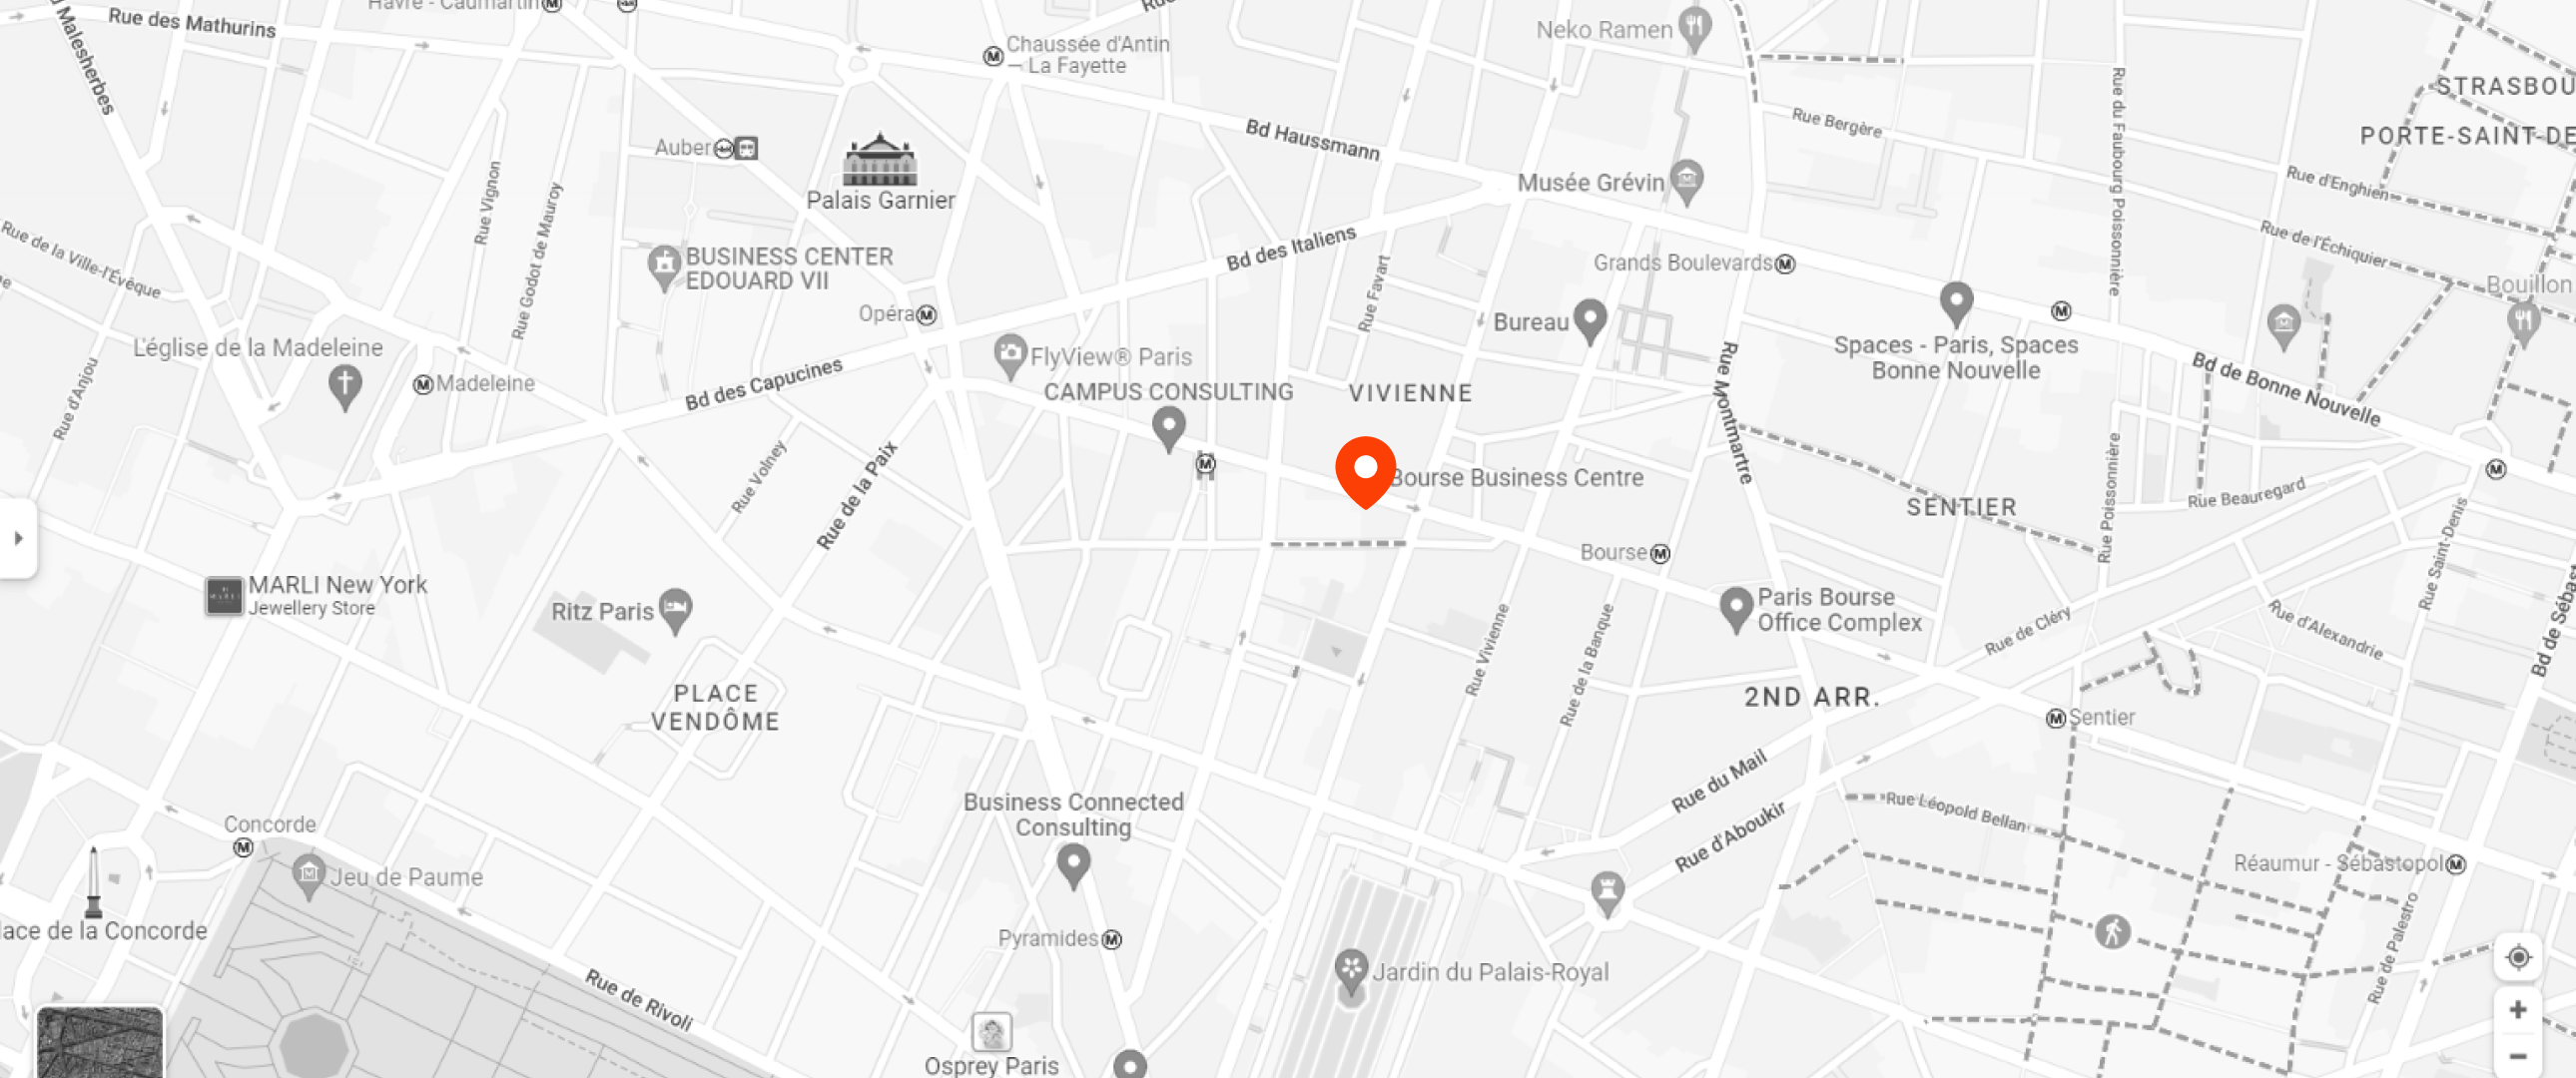 Havre - Caumartin
Rue des Mathurins
Malesherbes
Chaussée d'Antin
– La Fayette
Neko Ramen
STRASBOU
PORTE-SAINT-DE
Rue Bergère
Bd Haussmann
Auber
Palais Garnier
Musée Grévin
Rue du Faubourg Poissonnière
Rue d'Enghien
Rue de l'Échiquier
Rue Vignon
Rue Godot de Mauroy
Rue de la Ville-l'Évêque
BUSINESS CENTER
EDOUARD VII
Bd des Italiens
Rue Favart
Grands Boulevards
Bouillon
Opéra
Bureau
L'église de la Madeleine
Madeleine
Rue d'Anjou
FlyView® Paris
Bd des Capucines
CAMPUS CONSULTING
VIVIENNE
Rue Montmartre
Spaces - Paris, Spaces
Bonne Nouvelle
Bd de Bonne Nouvelle
Rue Volney
Rue de la Paix
Bourse Business Centre
SENTIER
Rue Poissonnière
Rue Beauregard
Rue Saint-Denis
Bourse
MARLI New York
Jewellery Store
Ritz Paris
Paris Bourse
Office Complex
Rue Vivienne
Rue de la Banque
Rue de Cléry
Rue d'Alexandrie
Bd de Sébast
PLACE
VENDÔME
2ND ARR.
Sentier
Rue du Mail
Rue d'Aboukir
Rue Léopold Bellan
Business Connected
Consulting
Concorde
Jeu de Paume
Réaumur - Sébastopol
Rue de Palestro
lace de la Concorde
Pyramides
Jardin du Palais-Royal
Rue de Rivoli
Osprey Paris